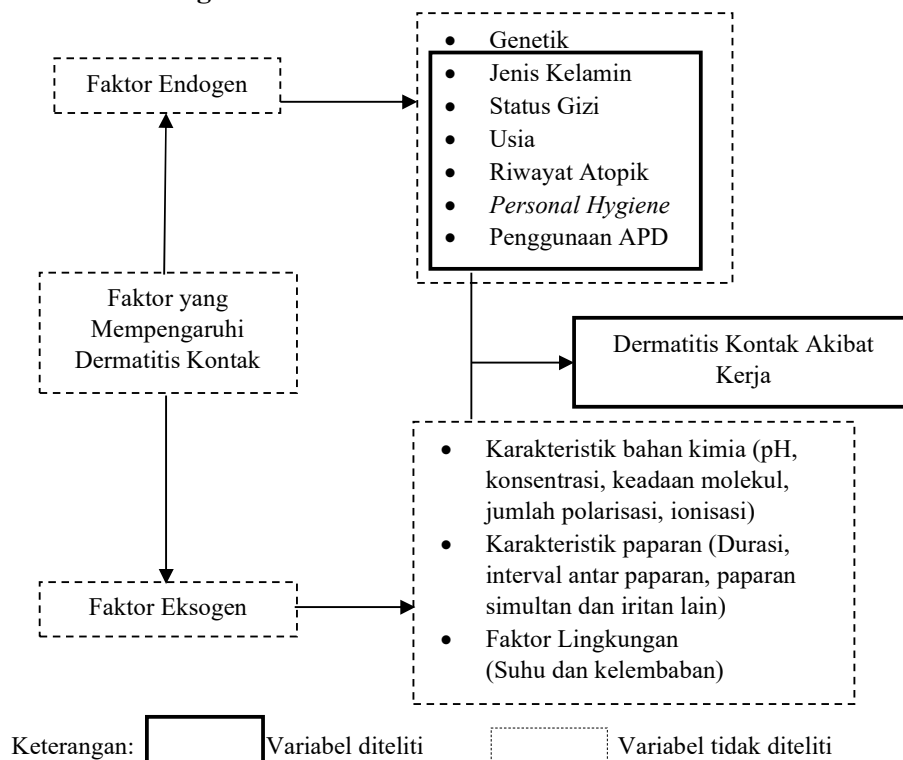 Genetik
Jenis Kelamin
Status Gizi
Usia
Riwayat Atopik
Personal Hygiene
Penggunaan APD
Faktor Endogen
Faktor yang
Mempengaruhi
Dermatitis Kontak
Dermatitis Kontak Akibat
Kerja
Karakteristik bahan kimia (pH,
konsentrasi, keadaan molekul,
jumlah polarisasi, ionisasi)
Karakteristik paparan (Durasi,
interval antar paparan, paparan
simultan dan iritan lain)
Faktor Lingkungan
(Suhu dan kelembaban)
Faktor Eksogen
Keterangan: Variabel diteliti Variabel tidak diteliti